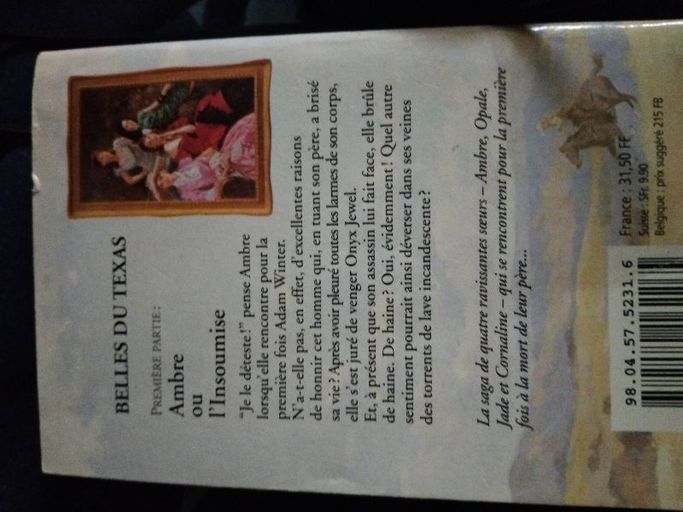 BELLES DU TEXAS
PREMIÈRE PARTIE :
Ambre
ou
l'Insoumise
"Je le déteste!" pense Ambre
lorsqu'elle rencontre pour la
première fois Adam Winter.
N'a-t-elle pas, en effet, d'excellentes raisons
de honnir cet homme qui, en tuant son père, a brisé
sa vie? Après avoir pleuré toutes les larmes de son corps,
elle s'est juré de venger Onyx Jewel.
Et, à présent que son assassin lui fait face, elle brûle
de haine. De haine? Oui, évidemment! Quel autre
sentiment pourrait ainsi déverser dans ses veines
des torrents de lave incandescente?
La saga de quatre ravissantes sœurs – Ambre, Opale,
Jade et Cornaline – qui se rencontrent pour la première
fois à la mort de leur père...
France : 31,50 FF
Suisse : SFr. 9.90
Belgique : prix suggéré 215 FB
98.04.57.5231.6